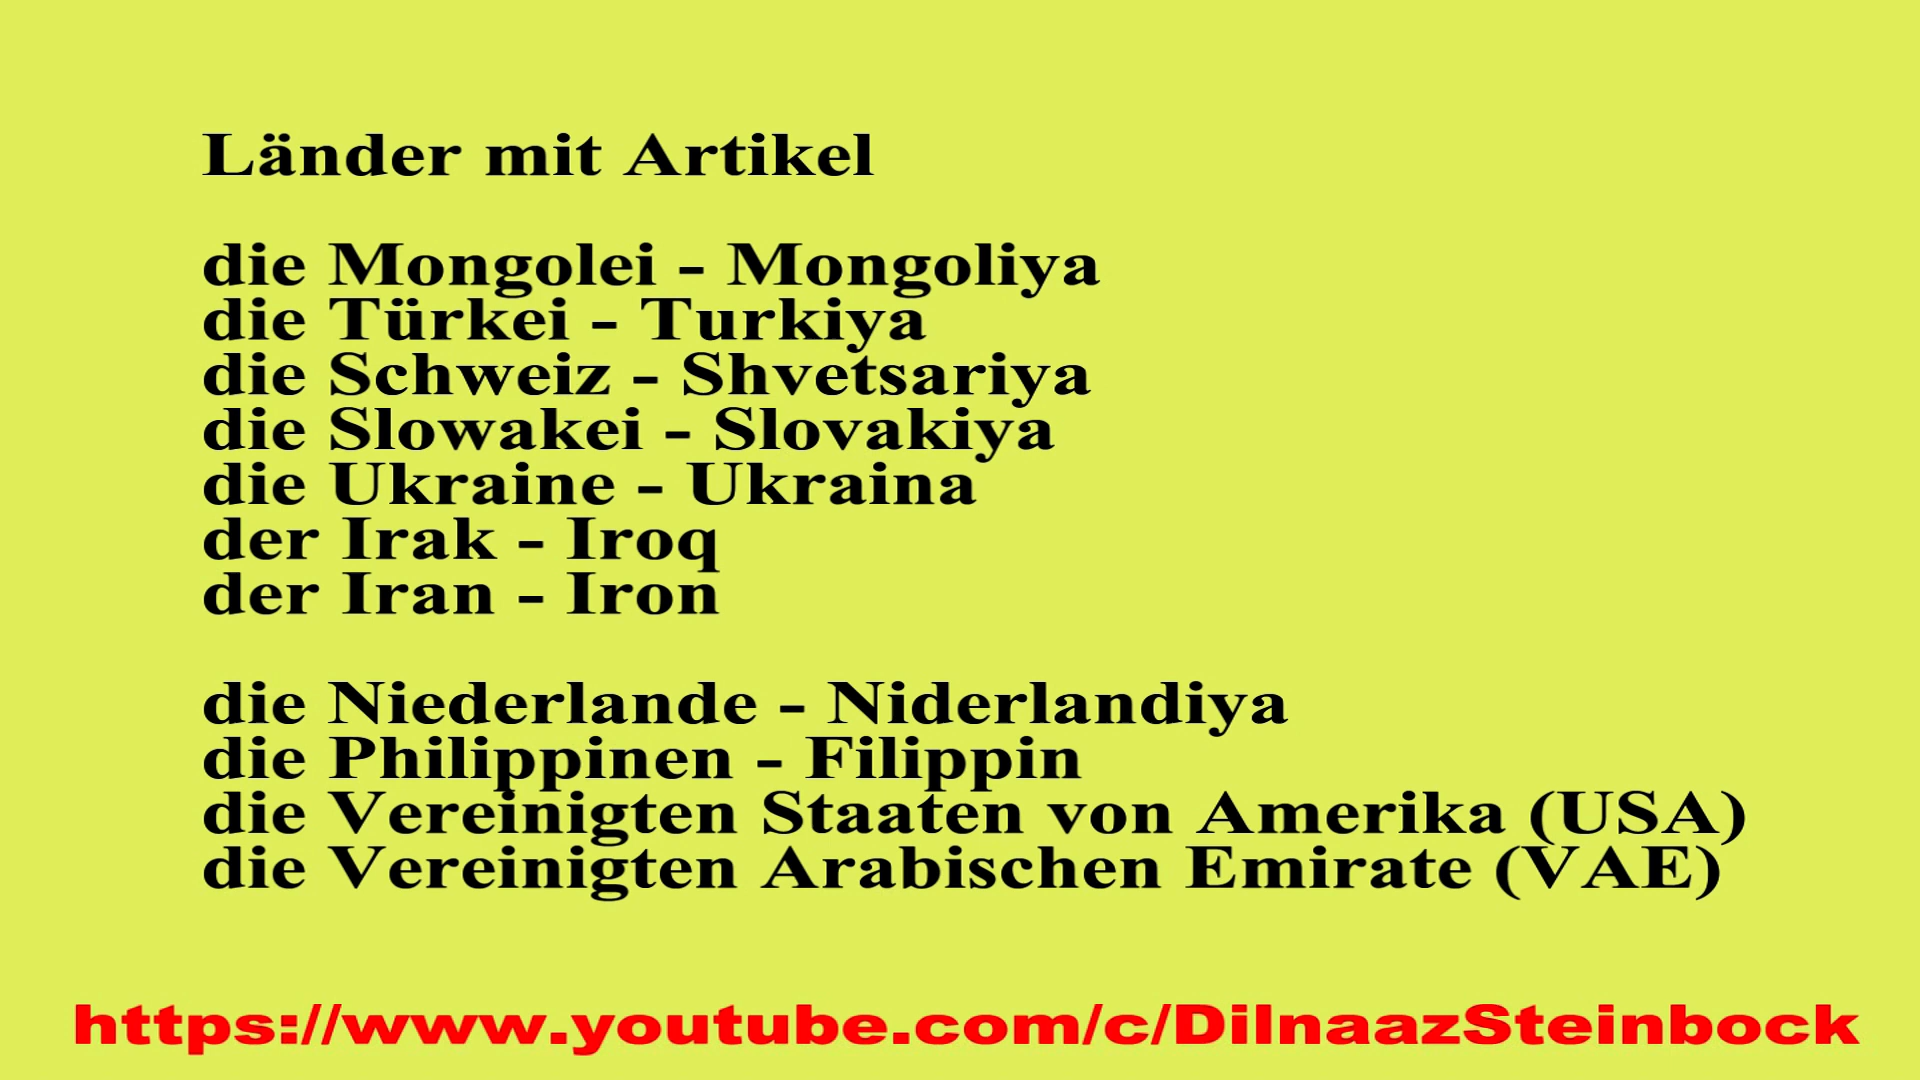 Länder mit Artikel
die Mongolei - Mongoliya
die Türkei - Turkiya
die Schweiz - Shvetsariya
die Slowakei - Slovakiya
die Ukraine - Ukraina
der Irak - Iroq
der Iran - Iron
die Niederlande - Niderlandiya
die Philippinen - Filippin
die Vereinigten Staaten von Amerika (USA)
die Vereinigten Arabischen Emirate (VAE)
https://www.youtube.com/c/DilnaazSteinbock